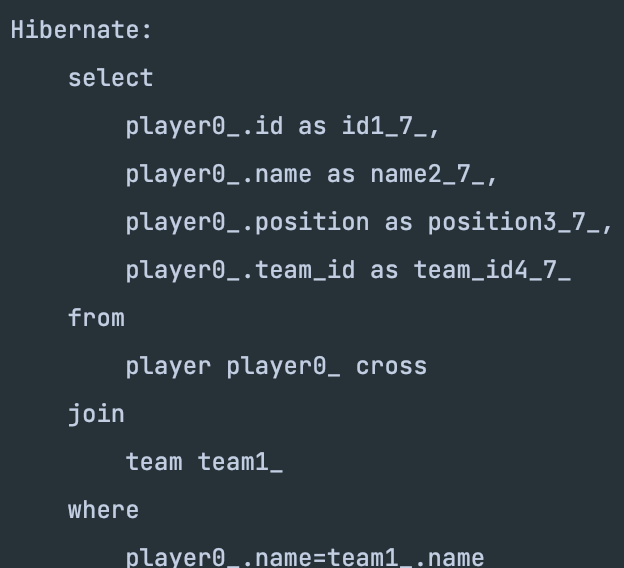 Hibernate:
select
player0_.id as id1_7_,
player0_.name as name2_7_,
player0_.position as position3_7_,
player0_.team_id as team_id4_7_
from
player player0_ cross
join
team team1_
where
player0_.name=team1_.name